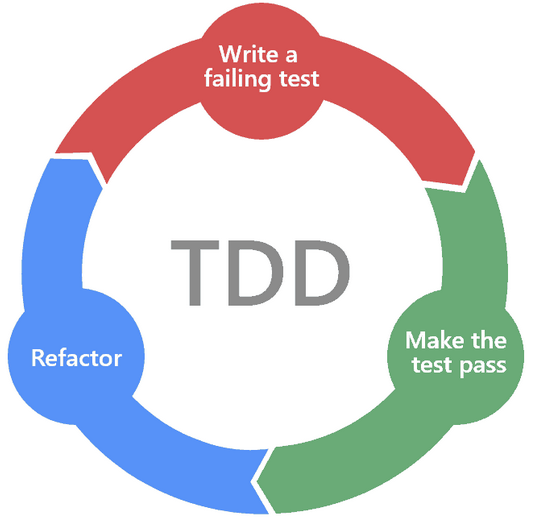 Write a
failing test
TDD
Make the
test pass
Refactor